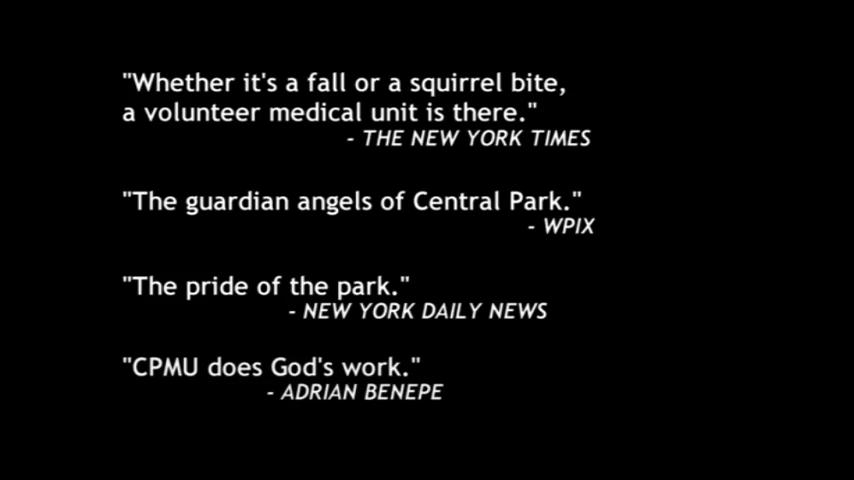 "Whether it's a fall or a squirrel bite,
a volunteer medical unit is there."
- THE NEW YORK TIMES
"The guardian angels of Central Park."
- WPIX
"The pride of the park."
- NEW YORK DAILY NEWS
"CPMU does God's work."
- ADRIAN BENEPE